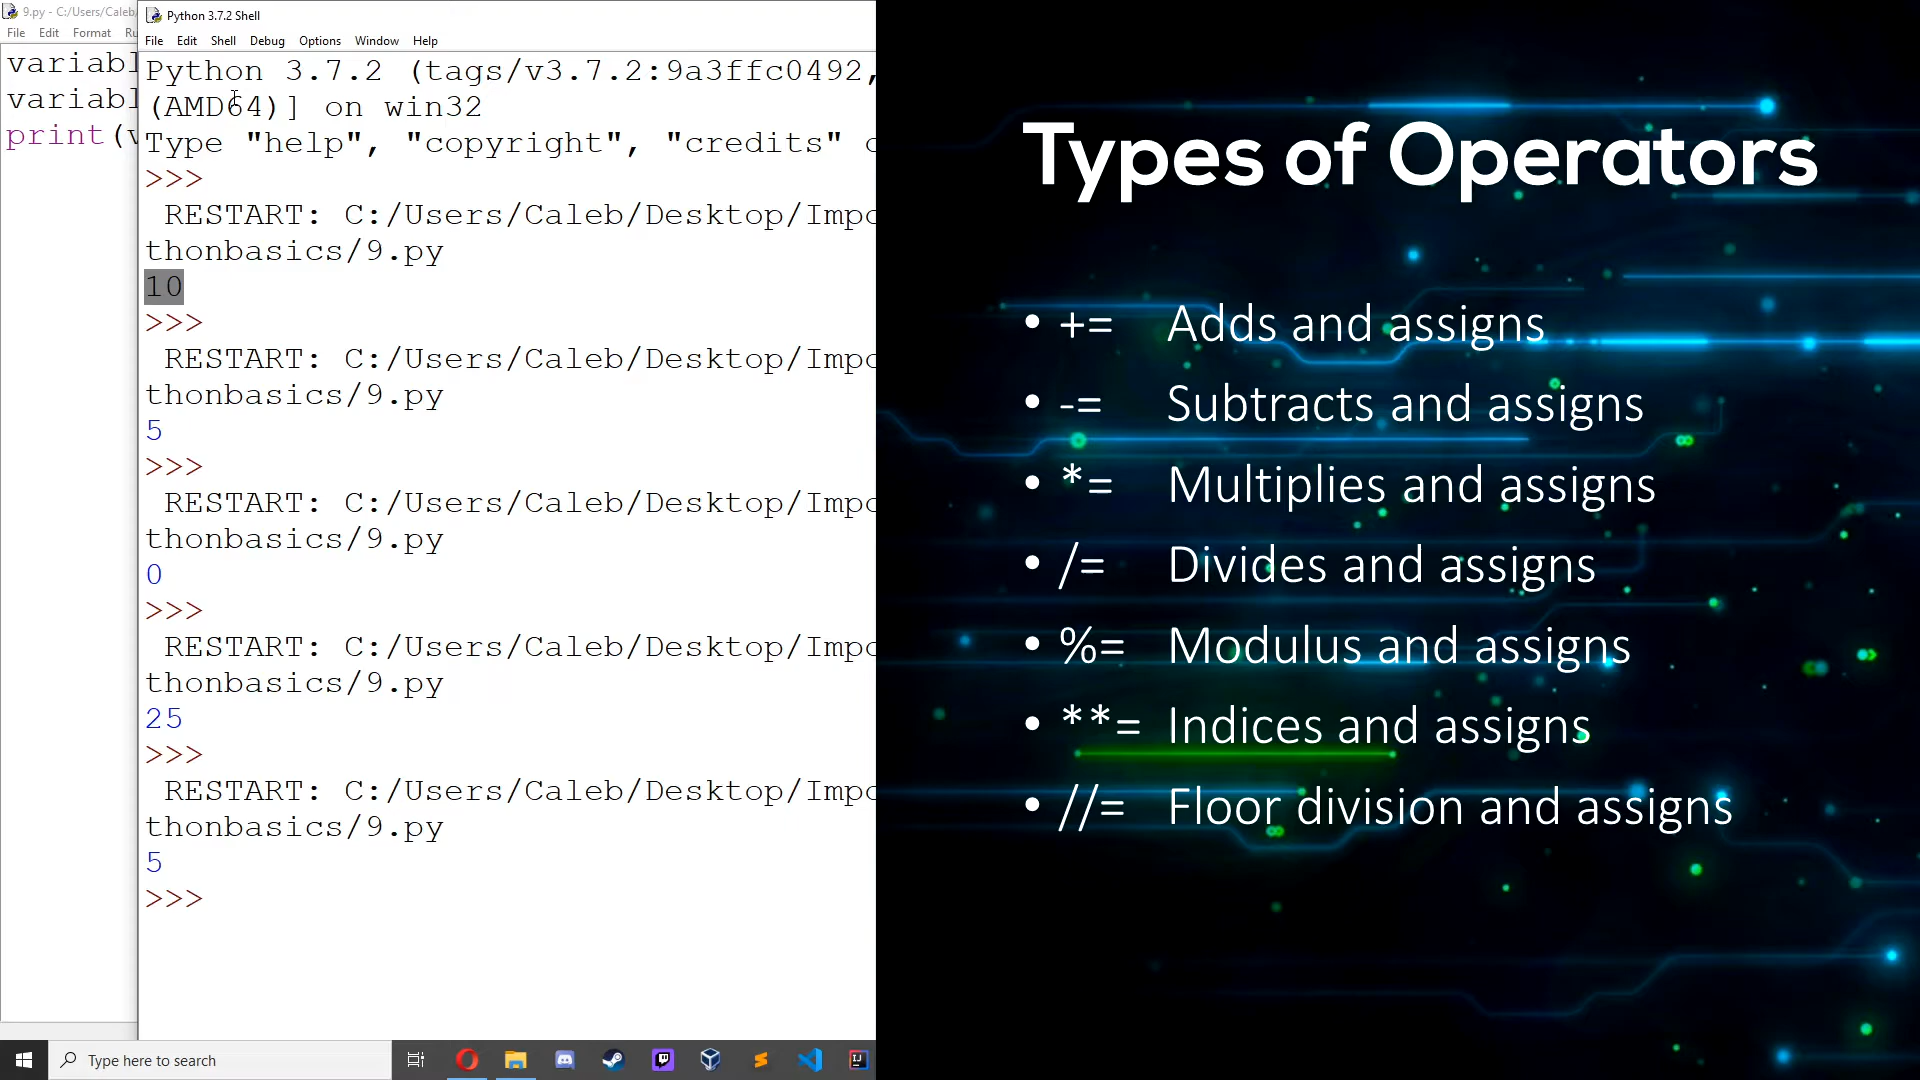 9.py - C:/Users/Caleb/
File Edit Format Ru
variabl
variabl
print(v
Python 3.7.2 Shell
File Edit Shell Debug Options Window Help
Python 3.7.2 (tags/v3.7.2:9a3ffc0492,
(AMD64)] on win32
Type "help", "copyright", "credits" o
>>>
RESTART: C:/Users/Caleb/Desktop/Impo
thonbasics/9.py
10
>>>
RESTART: C:/Users/Caleb/Desktop/Impo
thonbasics/9.py
5
>>>
RESTART: C:/Users/Caleb/Desktop/Impo
thonbasics/9.py
0
>>>
RESTART: C:/Users/Caleb/Desktop/Impo
thonbasics/9.py
25
>>>
RESTART: C:/Users/Caleb/Desktop/Impo
thonbasics/9.py
5
>>>
Type here to search
Types of Operators
• += Adds and assigns
• -= Subtracts and assigns
• *= Multiplies and assigns
• /= Divides and assigns
• %= Modulus and assigns
• **= Indices and assigns
• //= Floor division and assigns